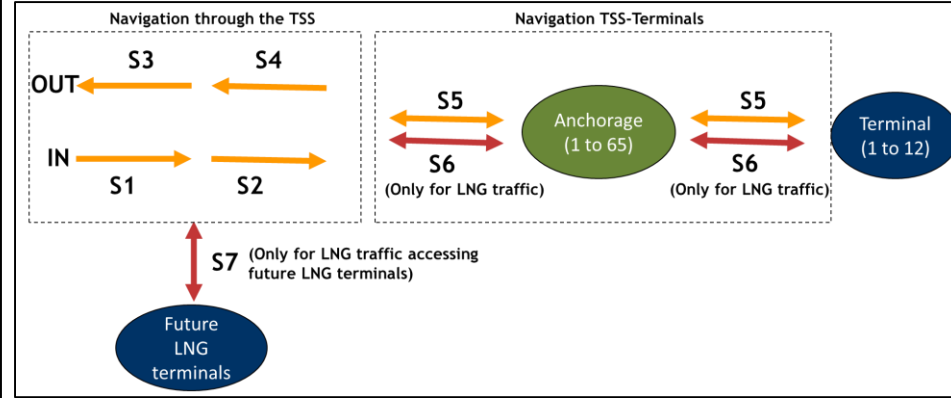 Navigation through the TSS
Navigation TSS-Terminals
S3
S4
OUT
IN
S1
S2
S5
S6
(Only for LNG traffic)
Anchorage
(1 to 65)
S5
S6
(Only for LNG traffic)
Terminal
(1 to 12)
S7
(Only for LNG traffic accessing
future LNG terminals)
Future
LNG
terminals